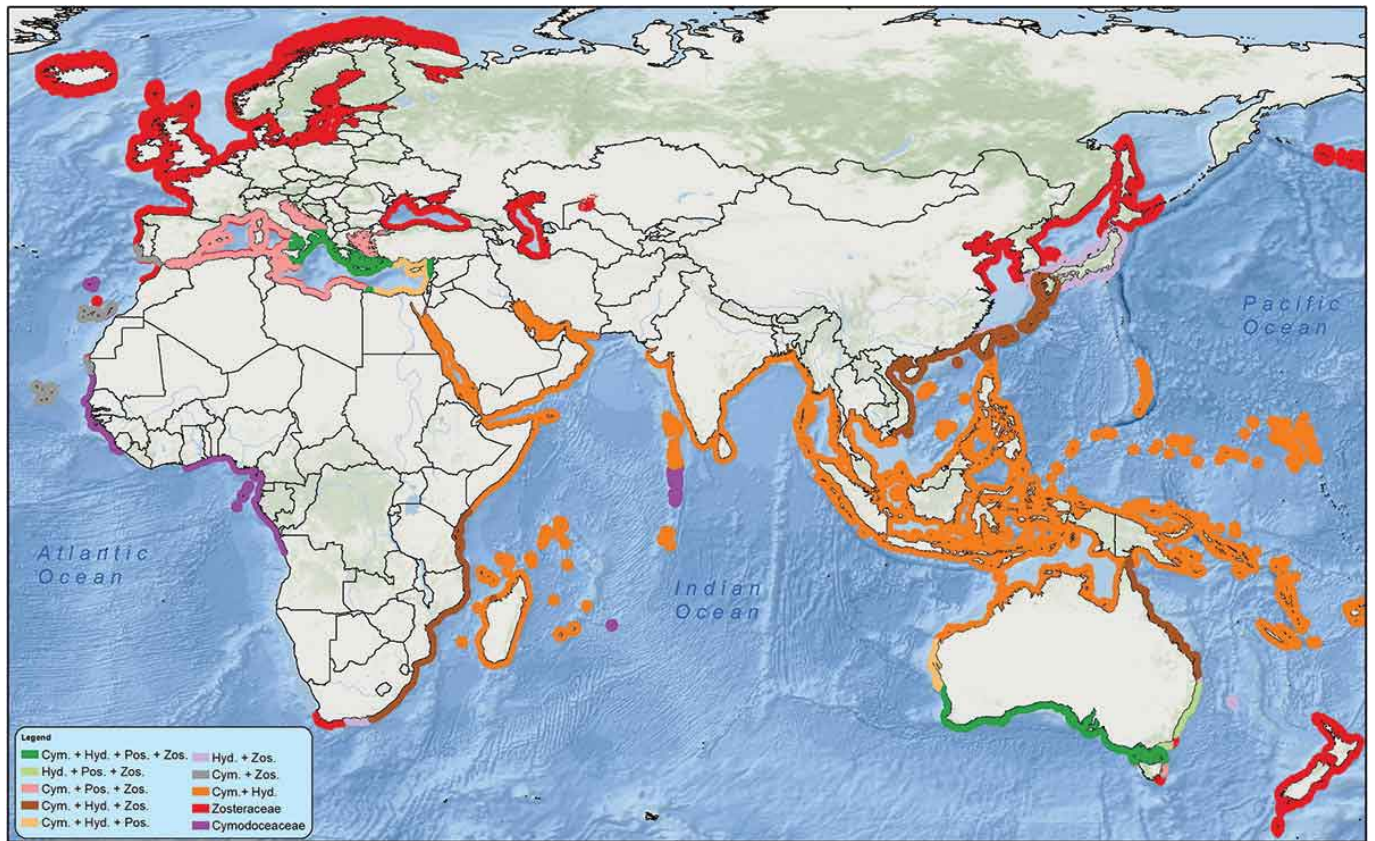 Pacific
Ocean
Atlantic
Ocean
Indian
Ocean
Legend
Cym. + Hyd. + Pos. + Zos.
Hyd. + Pos. + Zos.
Cym. + Pos. + Zos.
Cym. + Hyd. + Zos.
Cym. + Hyd. + Pos.
Hyd. + Zos.
Cym. + Zos.
Cym.+ Hyd.
Zosteraceae
Cymodoceaceae